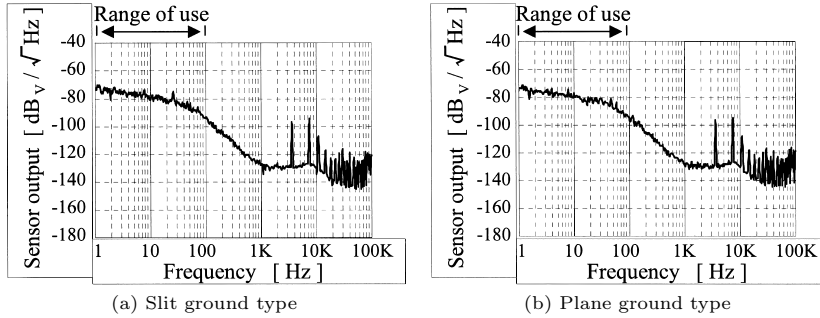 Range of use
Sensor output [ dBV / √Hz ]
-40
-60
-80
-100
-120
-140
-160
-180
1 10 100 1K 10K 100K
Frequency [ Hz ]
(a) Slit ground type
Range of use
Sensor output [ dBV / √Hz ]
-40
-60
-80
-100
-120
-140
-160
-180
1 10 100 1K 10K 100K
Frequency [ Hz ]
(b) Plane ground type